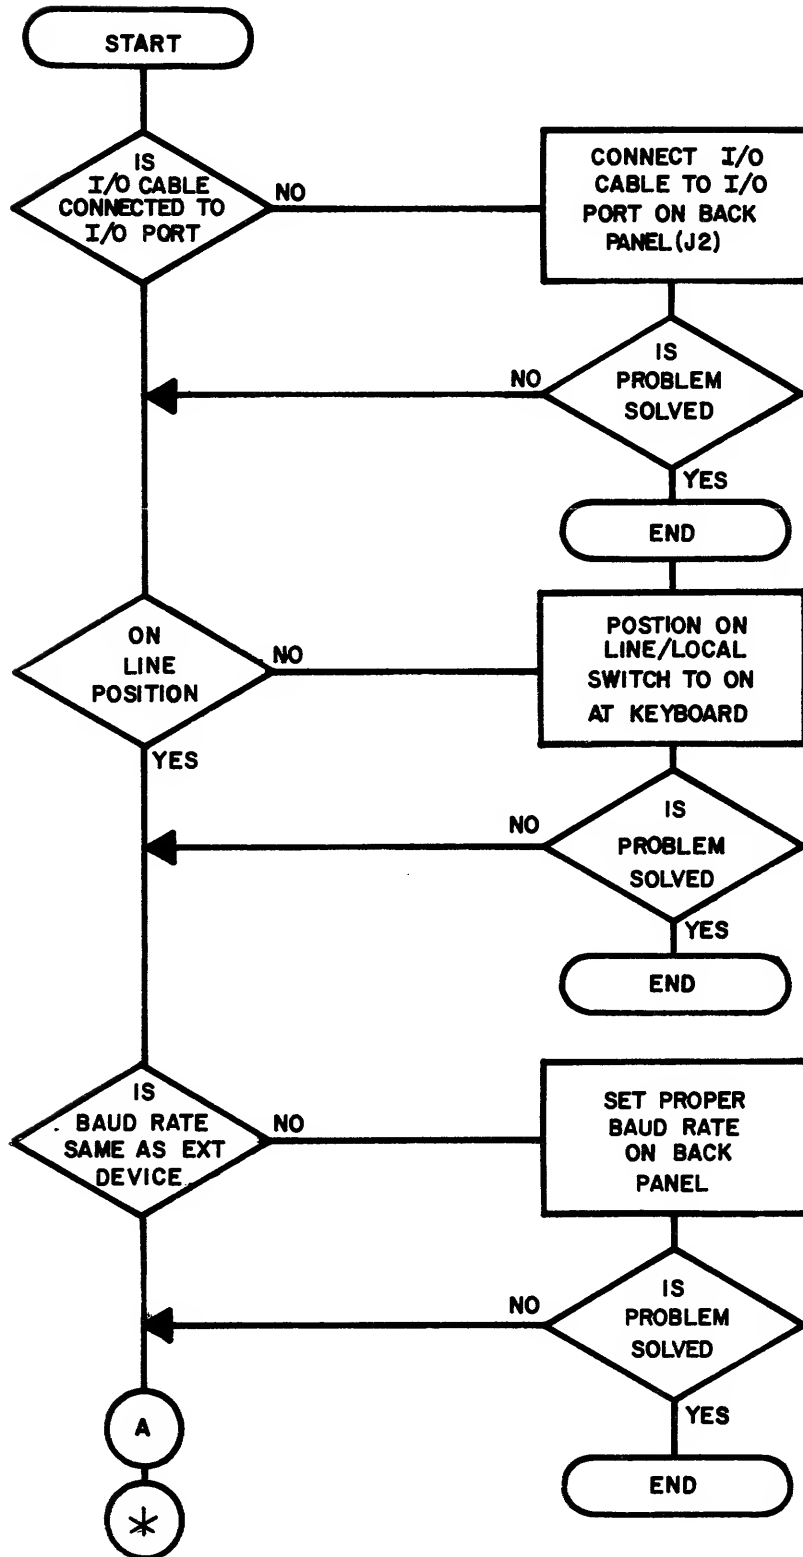 START
IS
I/O CABLE
CONNECTED TO
I/O PORT
NO
CONNECT I/O
CABLE TO I/O
PORT ON BACK
PANEL (J2)
IS
PROBLEM
SOLVED
NO
YES
END
ON
LINE
POSITION
NO
YES
POSTION ON
LINE/LOCAL
SWITCH TO ON
AT KEYBOARD
IS
PROBLEM
SOLVED
NO
YES
END
IS
BAUD RATE
SAME AS EXT
DEVICE
NO
SET PROPER
BAUD RATE
ON BACK
PANEL
IS
PROBLEM
SOLVED
NO
YES
END
A
*